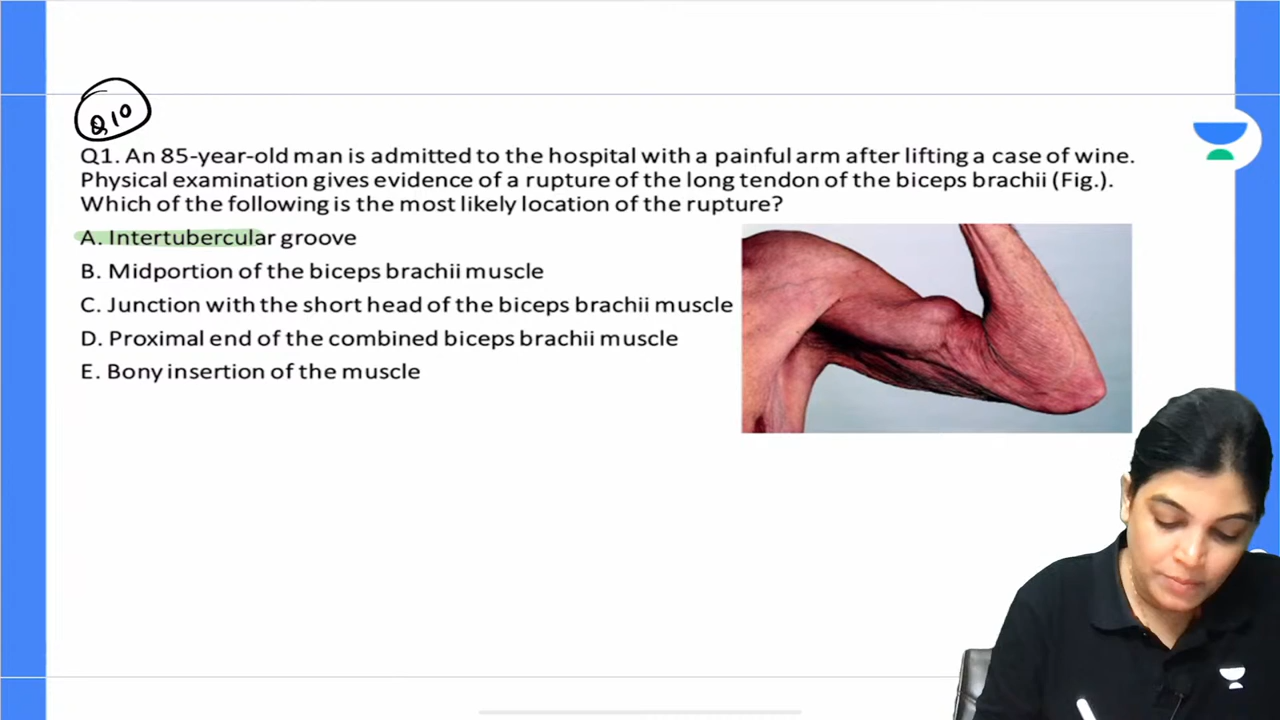 Q10
Q1. An 85-year-old man is admitted to the hospital with a painful arm after lifting a case of wine.
Physical examination gives evidence of a rupture of the long tendon of the biceps brachii (Fig.).
Which of the following is the most likely location of the rupture?
A. Intertubercular groove
B. Midportion of the biceps brachii muscle
C. Junction with the short head of the biceps brachii muscle
D. Proximal end of the combined biceps brachii muscle
E. Bony insertion of the muscle